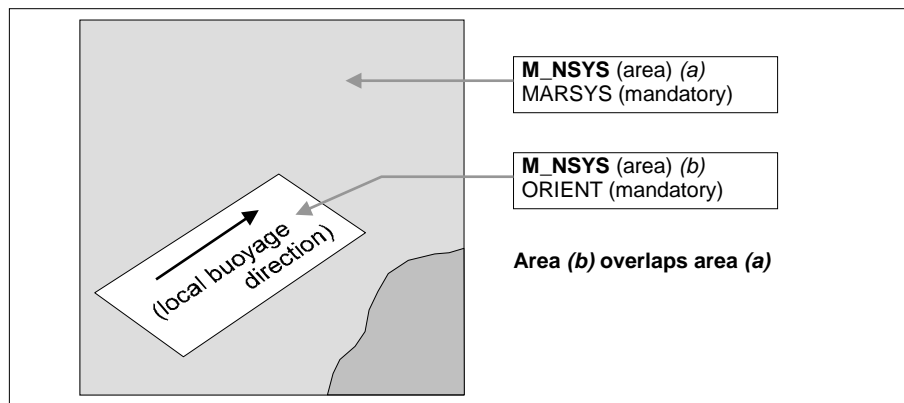 M_NSYS (area) (a)
MARSYS (mandatory)
M_NSYS (area) (b)
ORIENT (mandatory)
(local buoyage
direction)
Area (b) overlaps area (a)